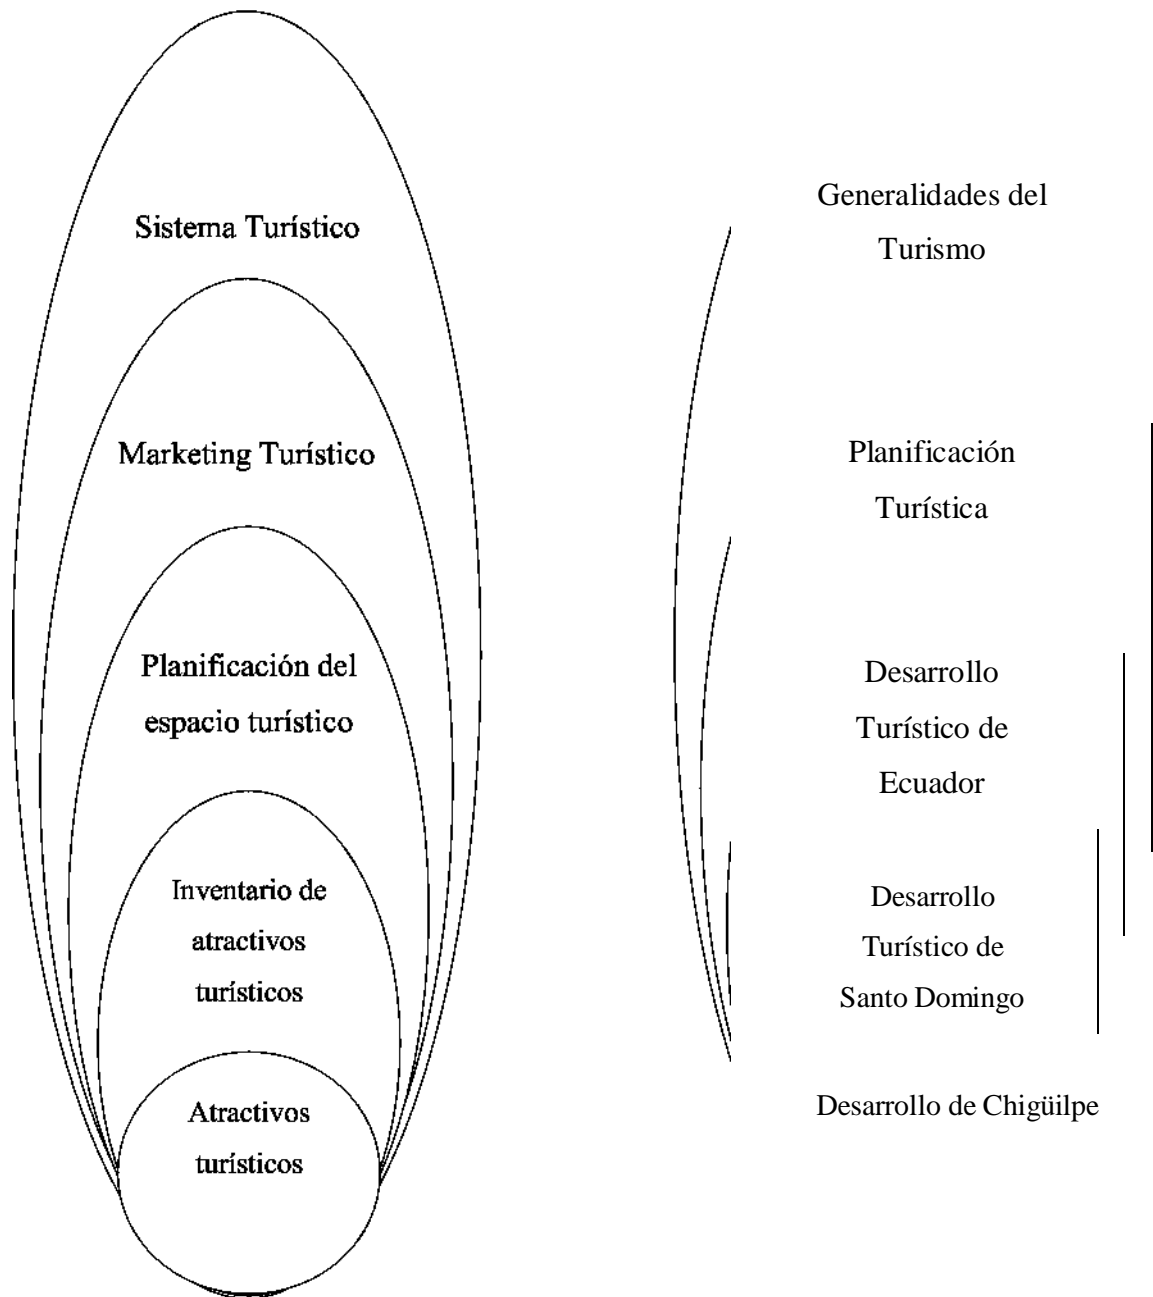 Sistema Turístico
Marketing Turístico
Planificación del
espacio turístico
Inventario de
atractivos
turísticos
Atractivos
turísticos
Generalidades del
Turismo
Planificación
Turística
Desarrollo
Turístico de
Ecuador
Desarrollo
Turístico de
Santo Domingo
Desarrollo de Chigüilpe